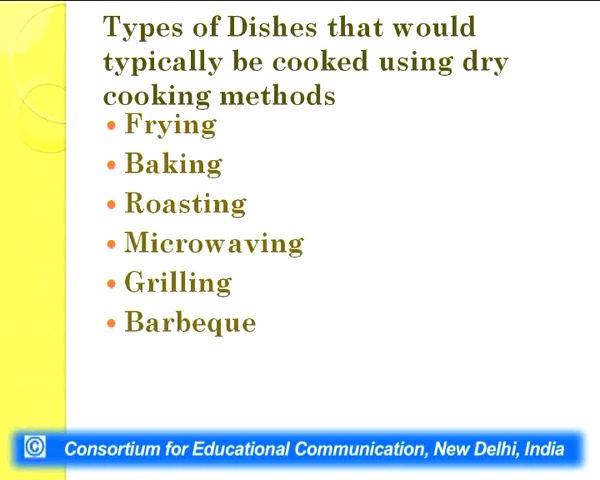 Types of Dishes that would
typically be cooked using dry
cooking methods
• Frying
• Baking
• Roasting
• Microwaving
• Grilling
• Barbeque
© Consortium for Educational Communication, New Delhi, India